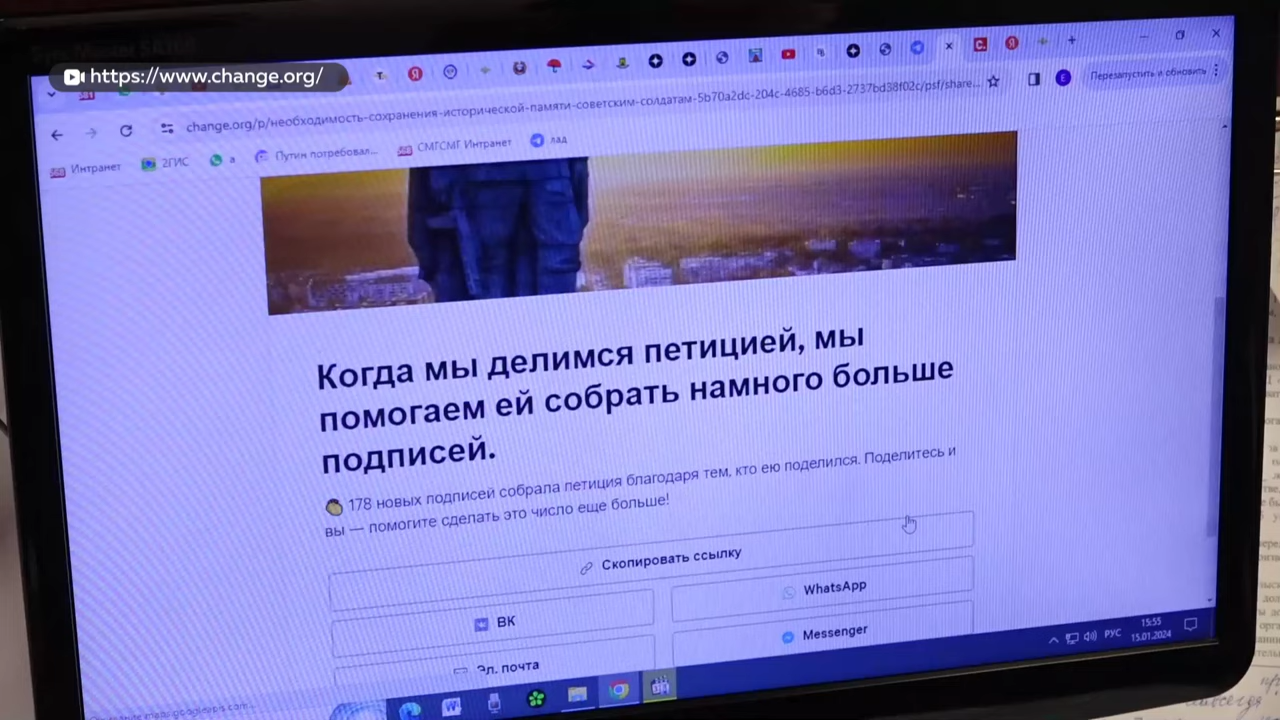 https://www.change.org/
Перезапустить и обновить
change.org/p/необходимость-сохранения-исторической-памяти-советским-солдатам-5b70a2dc-204c-4685-b6d3-2737bd38f02c/psf/share...
Интранет
2ГИС
а
Путин потребовал...
СМГСМГ Интранет
лад
Когда мы делимся петицией, мы
помогаем ей собрать намного больше
подписей.
178 новых подписей собрала петиция благодаря тем, кто ею поделился. Поделитесь и
вы — помогите сделать это число еще больше!
Скопировать ссылку
ВК
WhatsApp
Эл. почта
Messenger
РУС
15:55
15.01.2024